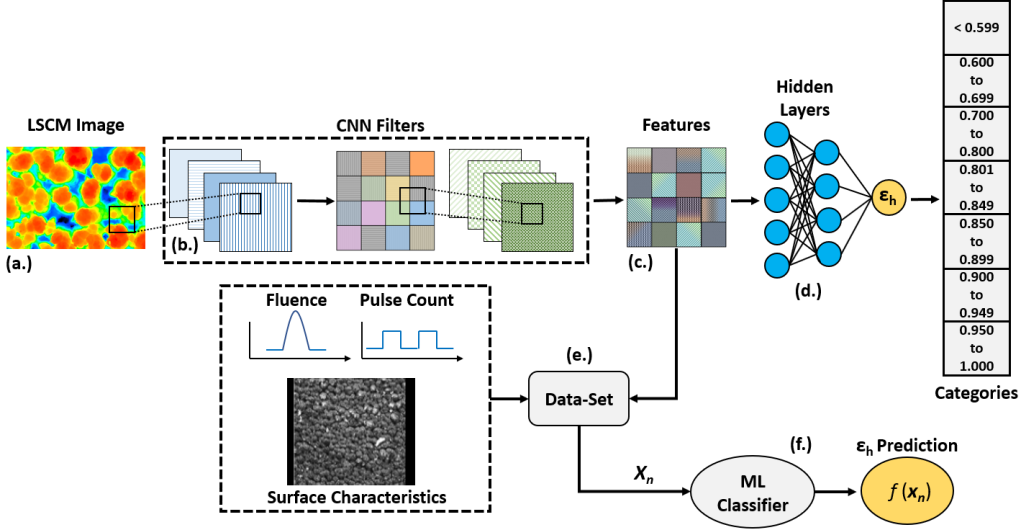 LSCM Image
(a.)
CNN Filters
(b.)
Features
(c.)
Hidden
Layers
(d.)
εh
< 0.599
0.600
to
0.699
0.700
to
0.800
0.801
to
0.849
0.850
to
0.899
0.900
to
0.949
0.950
to
1.000
Categories
Fluence
Pulse Count
Surface Characteristics
(e.)
Data-Set
Xn
(f.)
ML
Classifier
εh Prediction
f (xn)